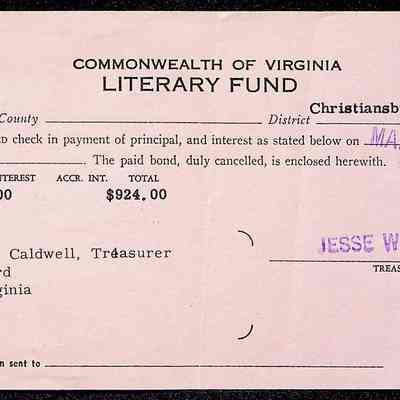 COMMONWEALTH OF VIRGINIA
LITERARY FUND
County District Christiansb
D check in payment of principal, and interest as stated below on MA
. The paid bond, duly cancelled, is enclosed herewith.
TEREST ACCR. INT. TOTAL
00 $924.00
Caldwell, Treasurer
rd
ginia
JESSE W
TREAS
n sent to